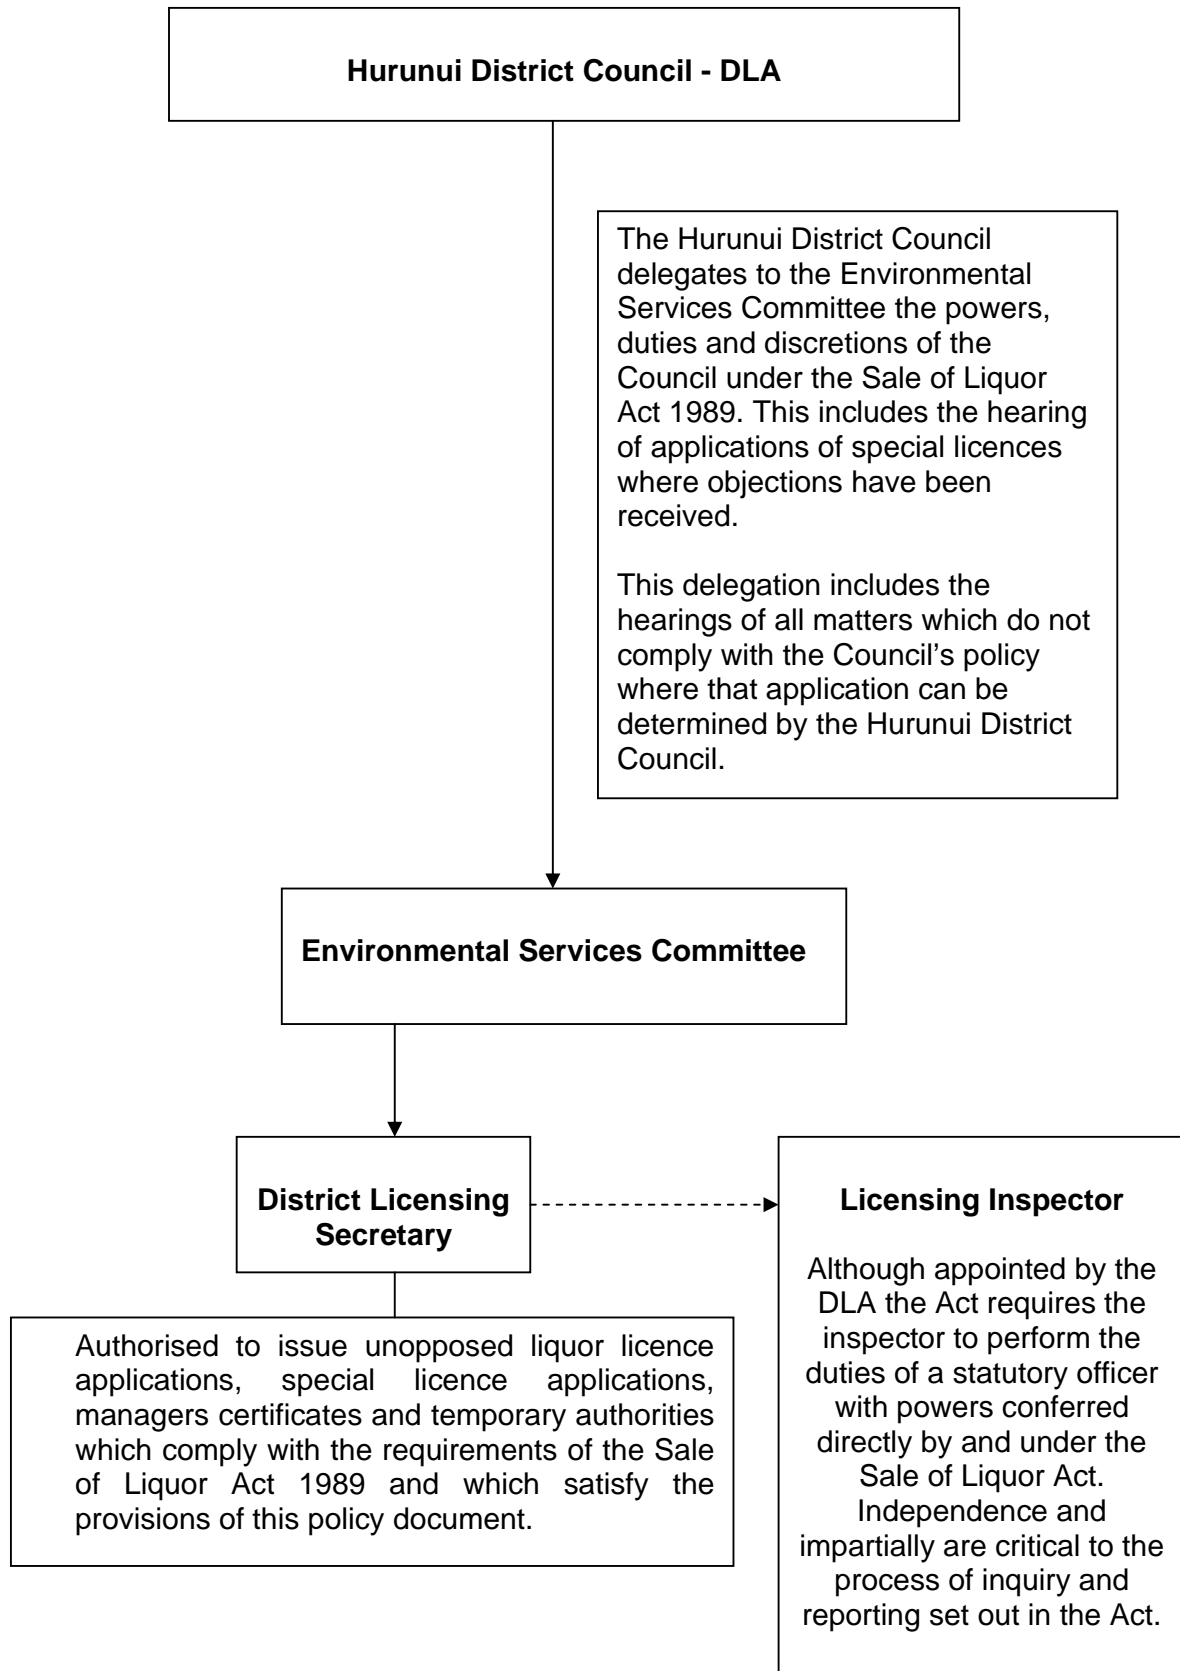 Hurunui District Council - DLA
The Hurunui District Council
delegates to the Environmental
Services Committee the powers,
duties and discretions of the
Council under the Sale of Liquor
Act 1989. This includes the hearing
of applications of special licences
where objections have been
received.
This delegation includes the
hearings of all matters which do not
comply with the Council’s policy
where that application can be
determined by the Hurunui District
Council.
Environmental Services Committee
District Licensing
Secretary
Authorised to issue unopposed liquor licence
applications, special licence applications,
managers certificates and temporary authorities
which comply with the requirements of the Sale
of Liquor Act 1989 and which satisfy the
provisions of this policy document.
Licensing Inspector
Although appointed by the
DLA the Act requires the
inspector to perform the
duties of a statutory officer
with powers conferred
directly by and under the
Sale of Liquor Act.
Independence and
impartially are critical to the
process of inquiry and
reporting set out in the Act.